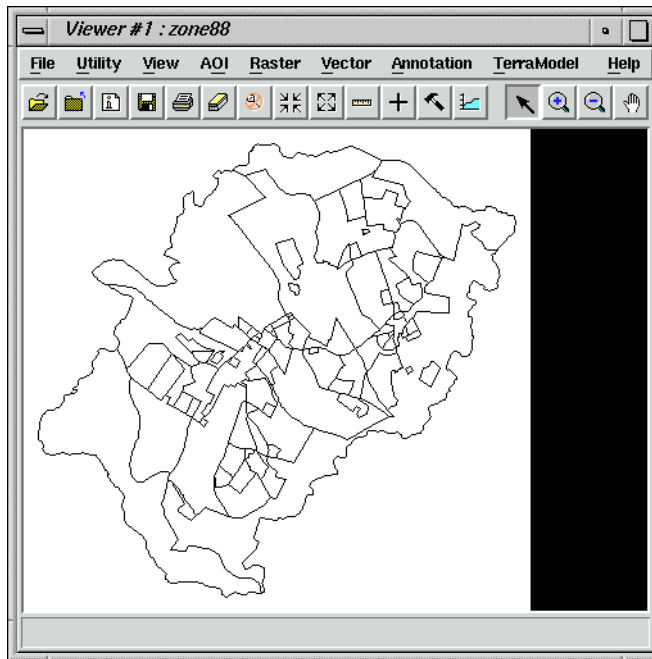 Viewer #1 : zone88
File Utility View AOI Raster Vector Annotation TerraModel Help